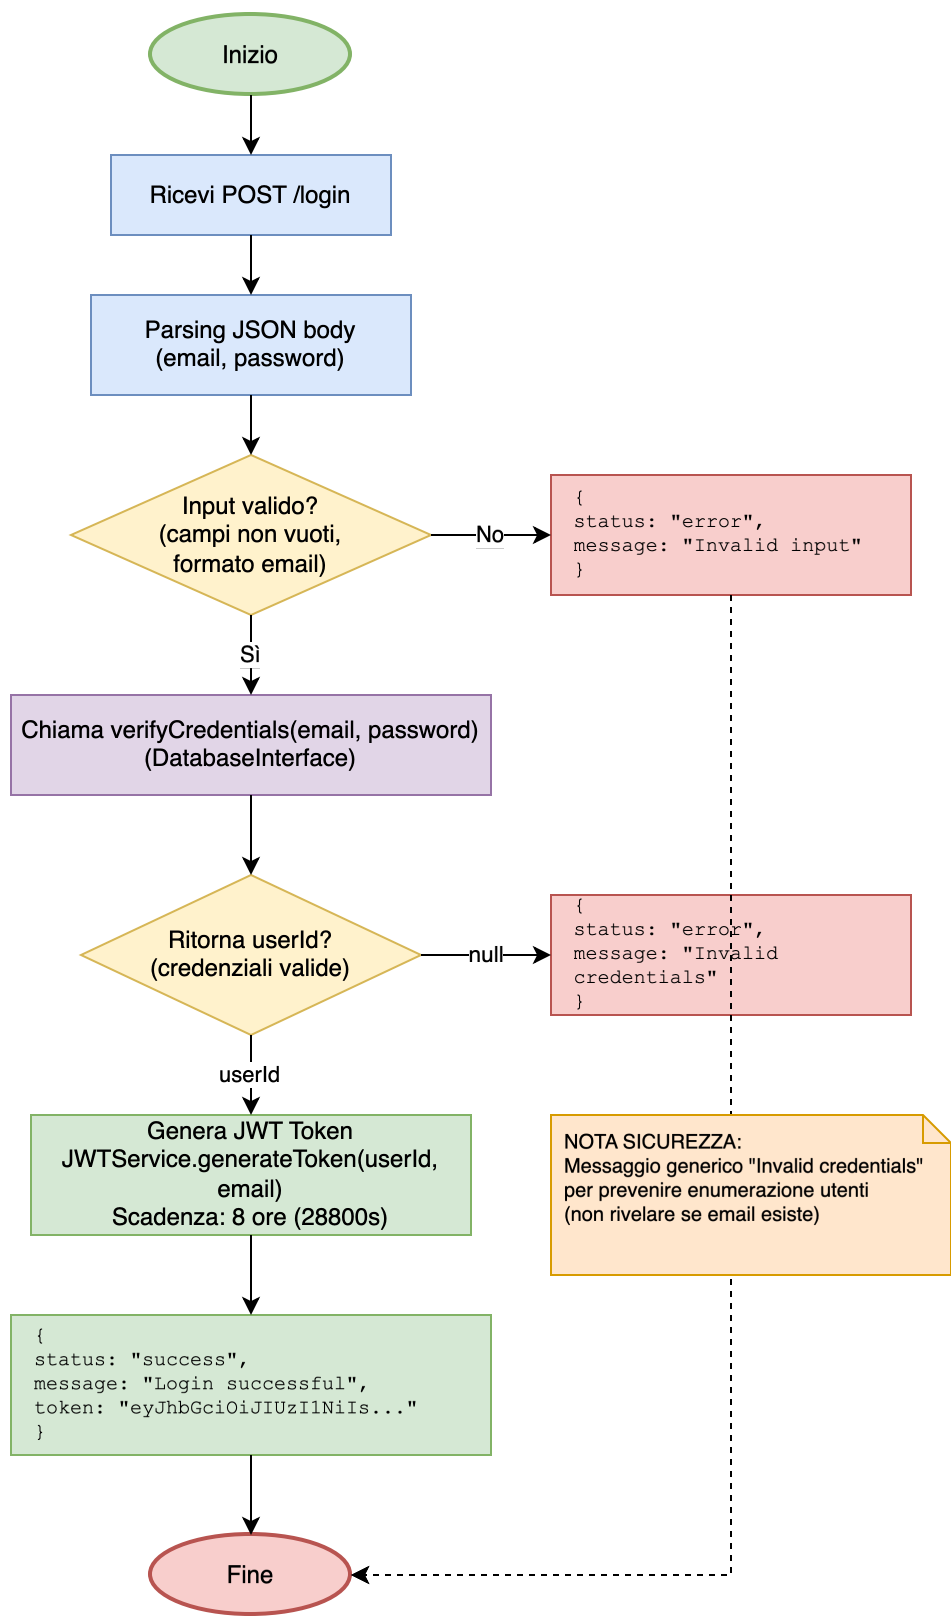 Inizio
Ricevi POST /login
Parsing JSON body
(email, password)
Input valido?
(campi non vuoti,
formato email)
No
{
status: "error",
message: "Invalid input"
}
Sì
Chiama verifyCredentials(email, password)
(DatabaseInterface)
Ritorna userId?
(credenziali valide)
null
{
status: "error",
message: "Invalid
credentials"
}
userId
Genera JWT Token
JWTService.generateToken(userId,
email)
Scadenza: 8 ore (28800s)
NOTA SICUREZZA:
Messaggio generico "Invalid credentials"
per prevenire enumerazione utenti
(non rivelare se email esiste)
{
status: "success",
message: "Login successful",
token: "eyJhbGciOiJIUzI1NiIs..."
}
Fine